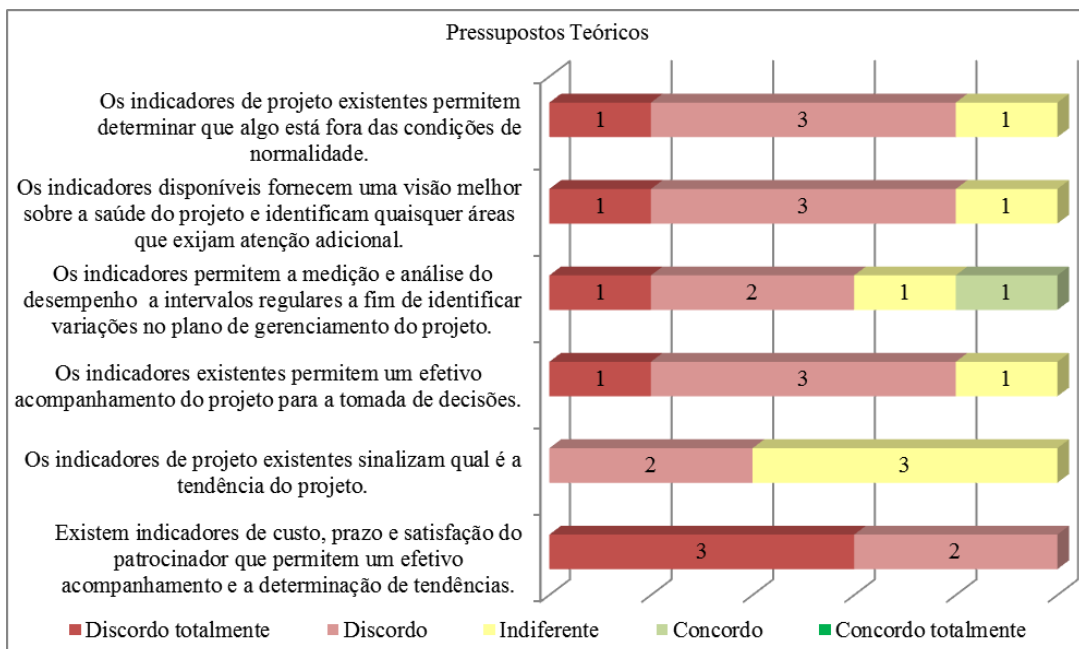 Pressupostos Teóricos
Os indicadores de projeto existentes permitem
determinar que algo está fora das condições de
normalidade.
1 3 1
Os indicadores disponíveis fornecem uma visão melhor
sobre a saúde do projeto e identificam quaisquer áreas
que exijam atenção adicional.
1 3 1
Os indicadores permitem a medição e análise do
desempenho a intervalos regulares a fim de identificar
variações no plano de gerenciamento do projeto.
1 2 1 1
Os indicadores existentes permitem um efetivo
acompanhamento do projeto para a tomada de decisões.
1 3 1
Os indicadores de projeto existentes sinalizam qual é a
tendência do projeto.
2 3
Existem indicadores de custo, prazo e satisfação do
patrocinador que permitem um efetivo
acompanhamento e a determinação de tendências.
3 2
Discordo totalmente Discordo Indiferente Concordo Concordo totalmente